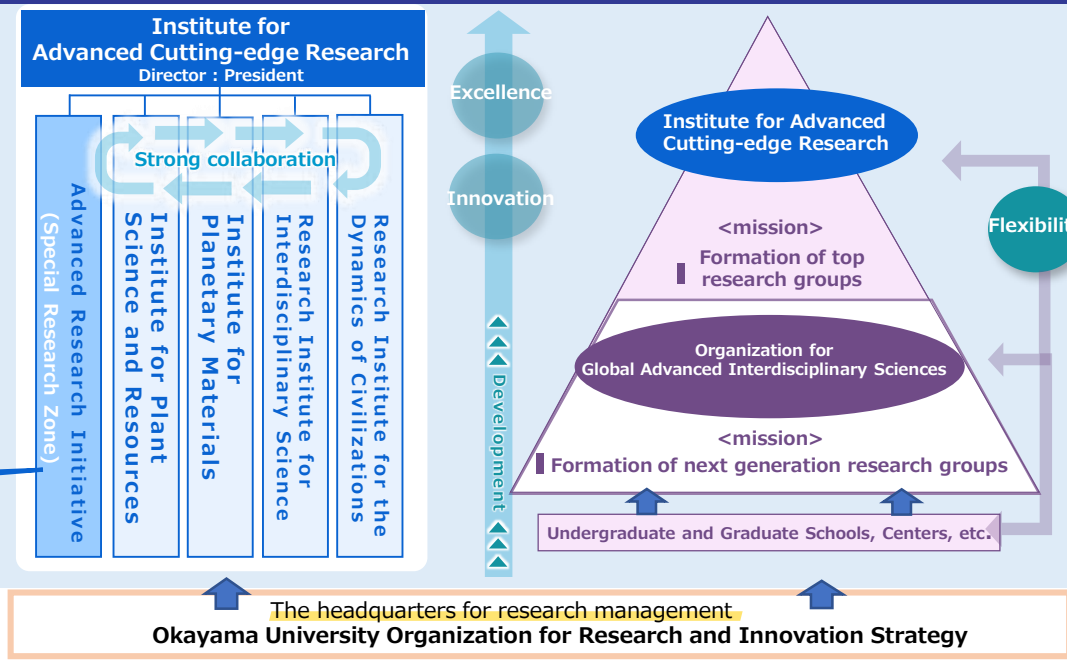 Institute for
Advanced Cutting-edge Research
Director : President
Strong collaboration
Advanced Research Initiative
(Special Research Zone)
Institute for Plant
Science and Resources
Institute for
Planetary Materials
Research Institute for
Interdisciplinary Science
Research Institute for the
Dynamics of Civilizations
Excellence
Innovation
Development
Institute for Advanced
Cutting-edge Research
<mission>
Formation of top
research groups
Flexibilit
Organization for
Global Advanced Interdisciplinary Sciences
<mission>
Formation of next generation research groups
Undergraduate and Graduate Schools, Centers, etc.
The headquarters for research management
Okayama University Organization for Research and Innovation Strategy